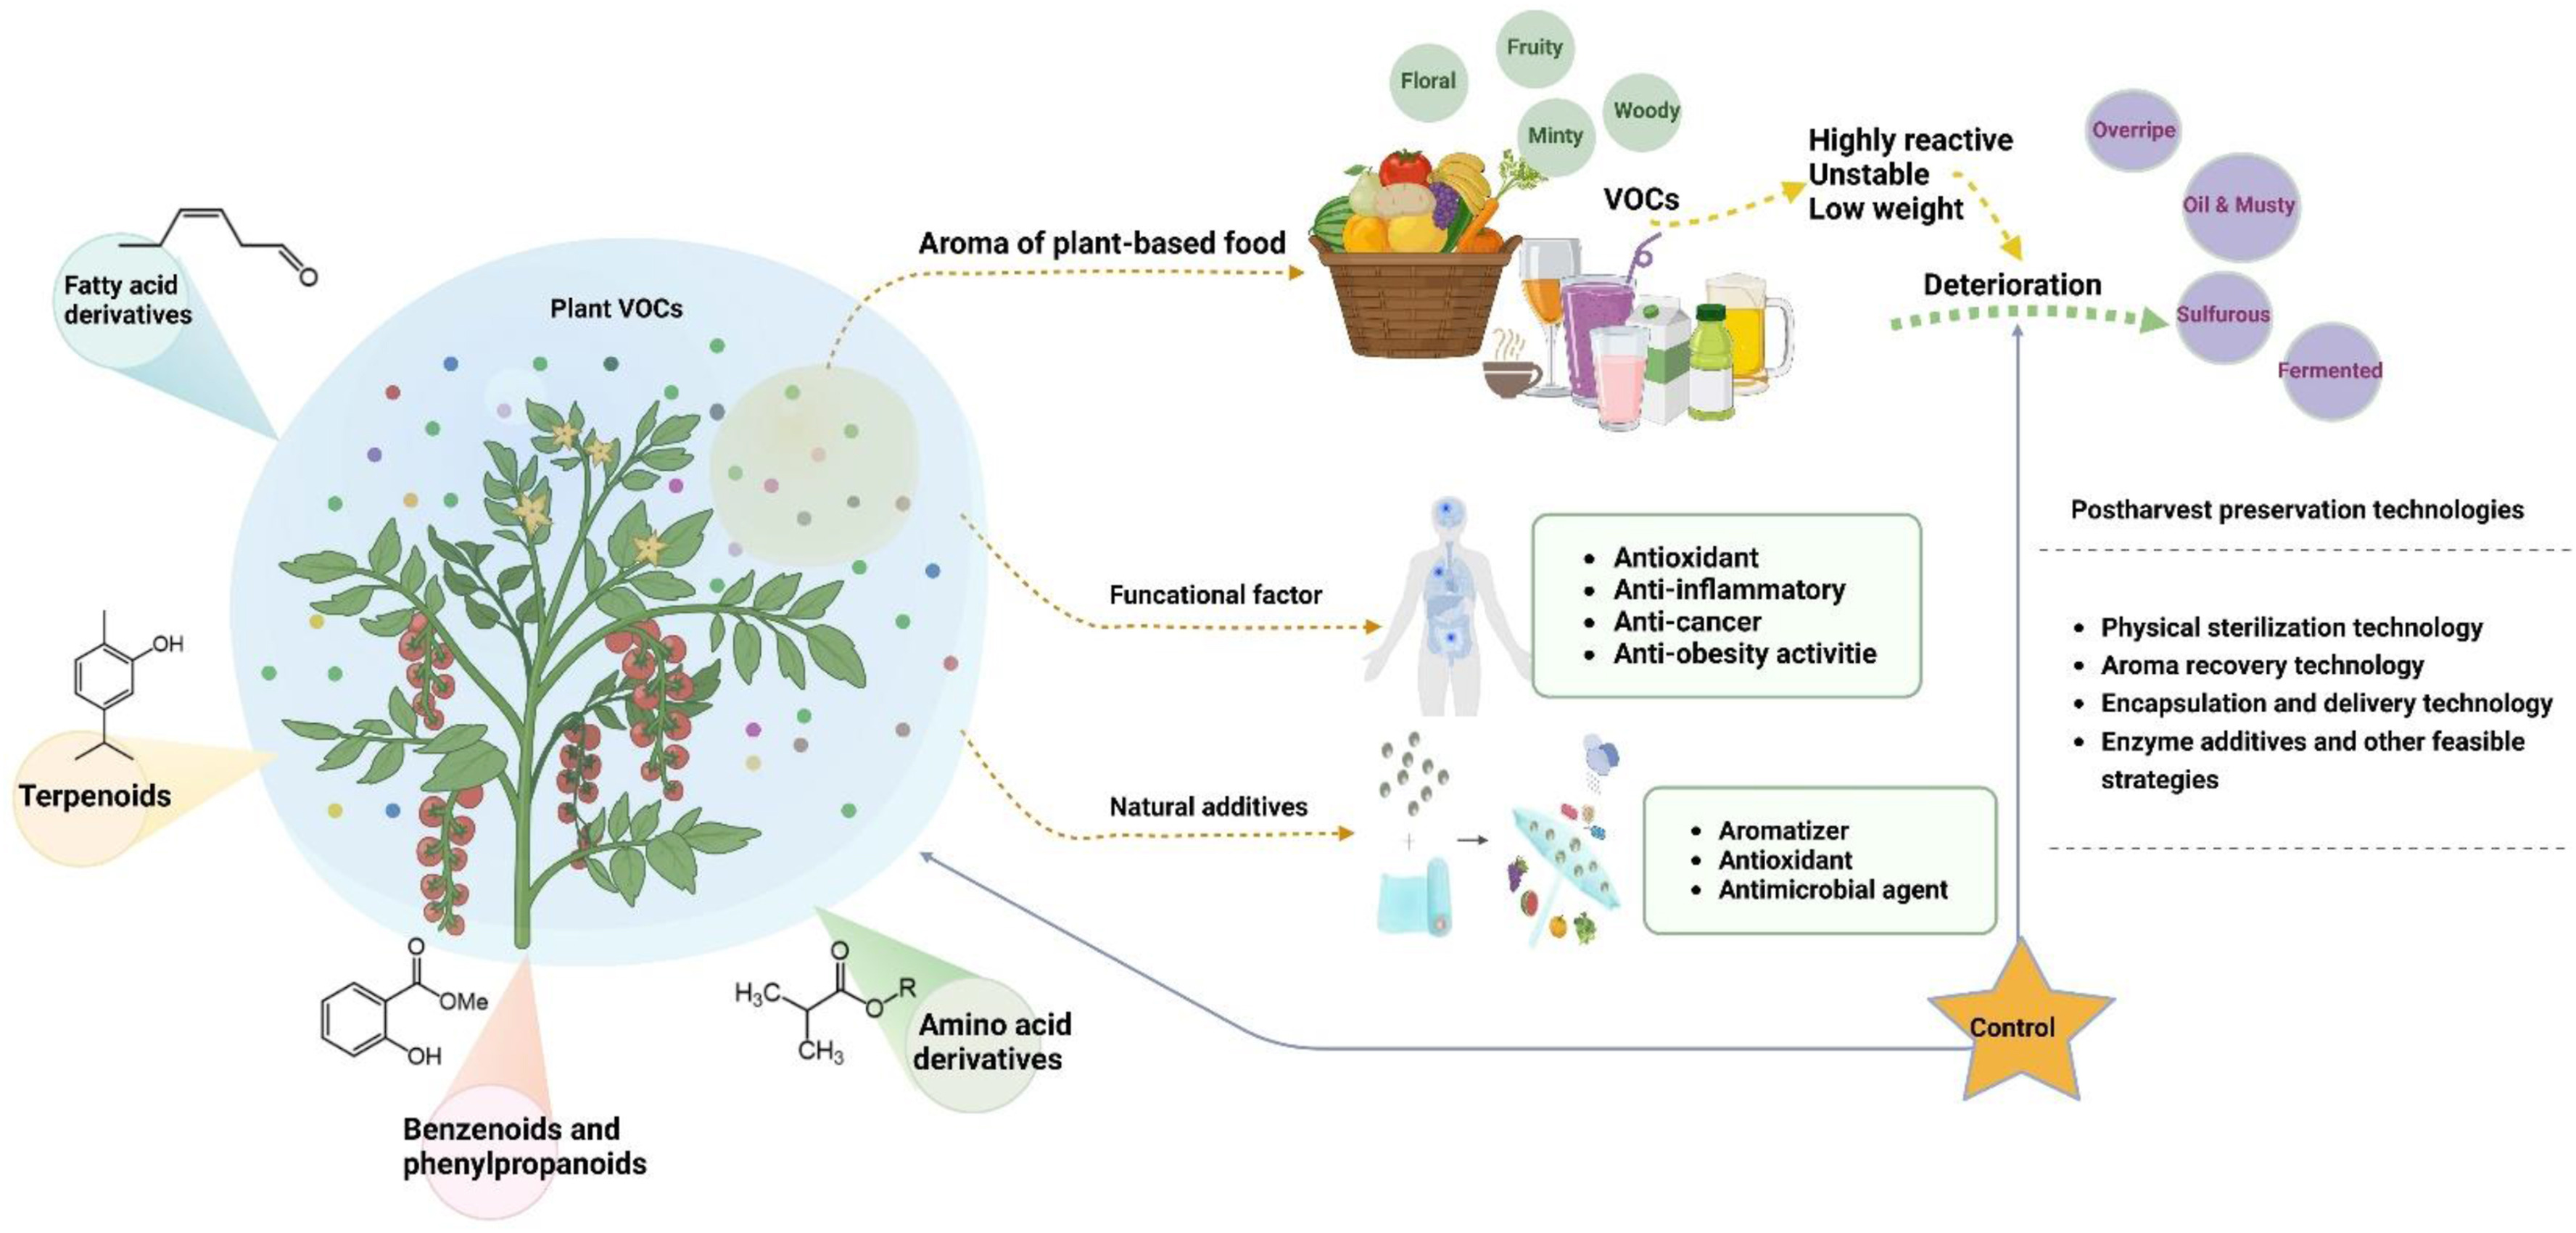 Fruity
Floral
Woody
Minty
Highly reactive
Unstable
Low weight
Overripe
VOCs
Oil & Musty
Aroma of plant-based food
Deterioration
Sulfurous
Fermented
O
Fatty acid
derivatives
Plant VOCs
Postharvest preservation technologies
• Antioxidant
• Anti-inflammatory
• Anti-cancer
• Anti-obesity activitie
Funcational factor
• Physical sterilization technology
• Aroma recovery technology
• Encapsulation and delivery technology
• Enzyme additives and other feasible
strategies
OH
Terpenoids
Natural additives
+
• Aromatizer
• Antioxidant
• Antimicrobial agent
O
OMe
OH
O
H3C
O
R
CH3
Amino acid
derivatives
Control
Benzenoids and
phenylpropanoids